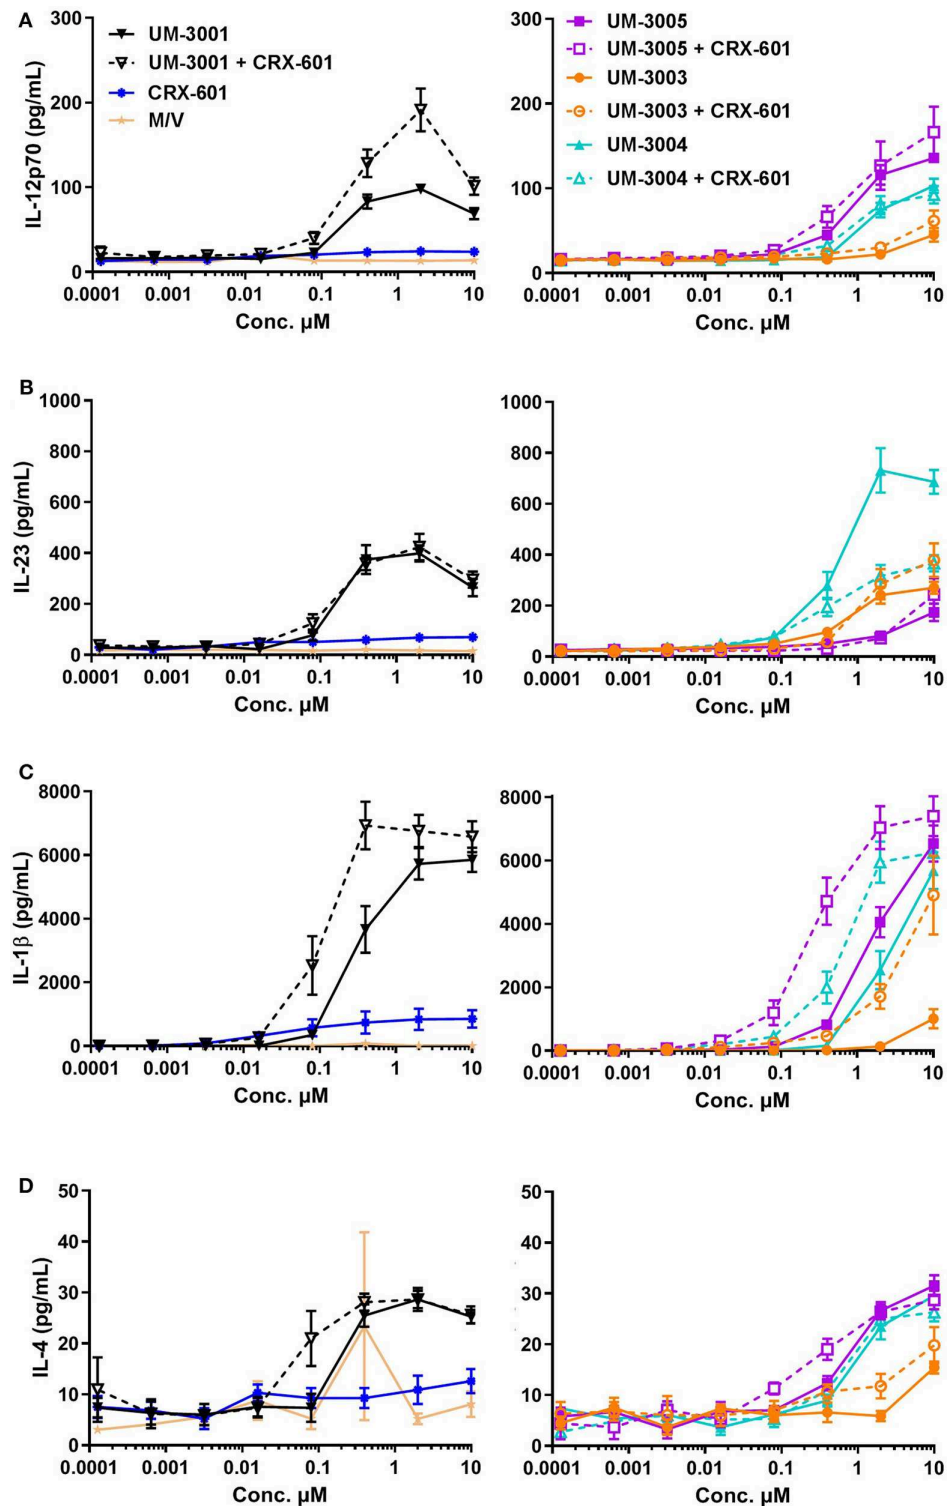 A
IL-12p70 (pg/mL)
300
200
100
0
UM-3001
UM-3001 + CRX-601
CRX-601
M/V
0.0001 0.001 0.01 0.1 1 10
Conc. µM
300
200
100
0
UM-3005
UM-3005 + CRX-601
UM-3003
UM-3003 + CRX-601
UM-3004
UM-3004 + CRX-601
0.0001 0.001 0.01 0.1 1 10
Conc. µM
B
IL-23 (pg/mL)
1000
800
600
400
200
0
0.0001 0.001 0.01 0.1 1 10
Conc. µM
1000
800
600
400
200
0
0.0001 0.001 0.01 0.1 1 10
Conc. µM
C
IL-1β (pg/mL)
8000
6000
4000
2000
0
0.0001 0.001 0.01 0.1 1 10
Conc. µM
8000
6000
4000
2000
0
0.0001 0.001 0.01 0.1 1 10
Conc. µM
D
IL-4 (pg/mL)
50
40
30
20
10
0
0.0001 0.001 0.01 0.1 1 10
Conc. µM
50
40
30
20
10
0
0.0001 0.001 0.01 0.1 1 10
Conc. µM